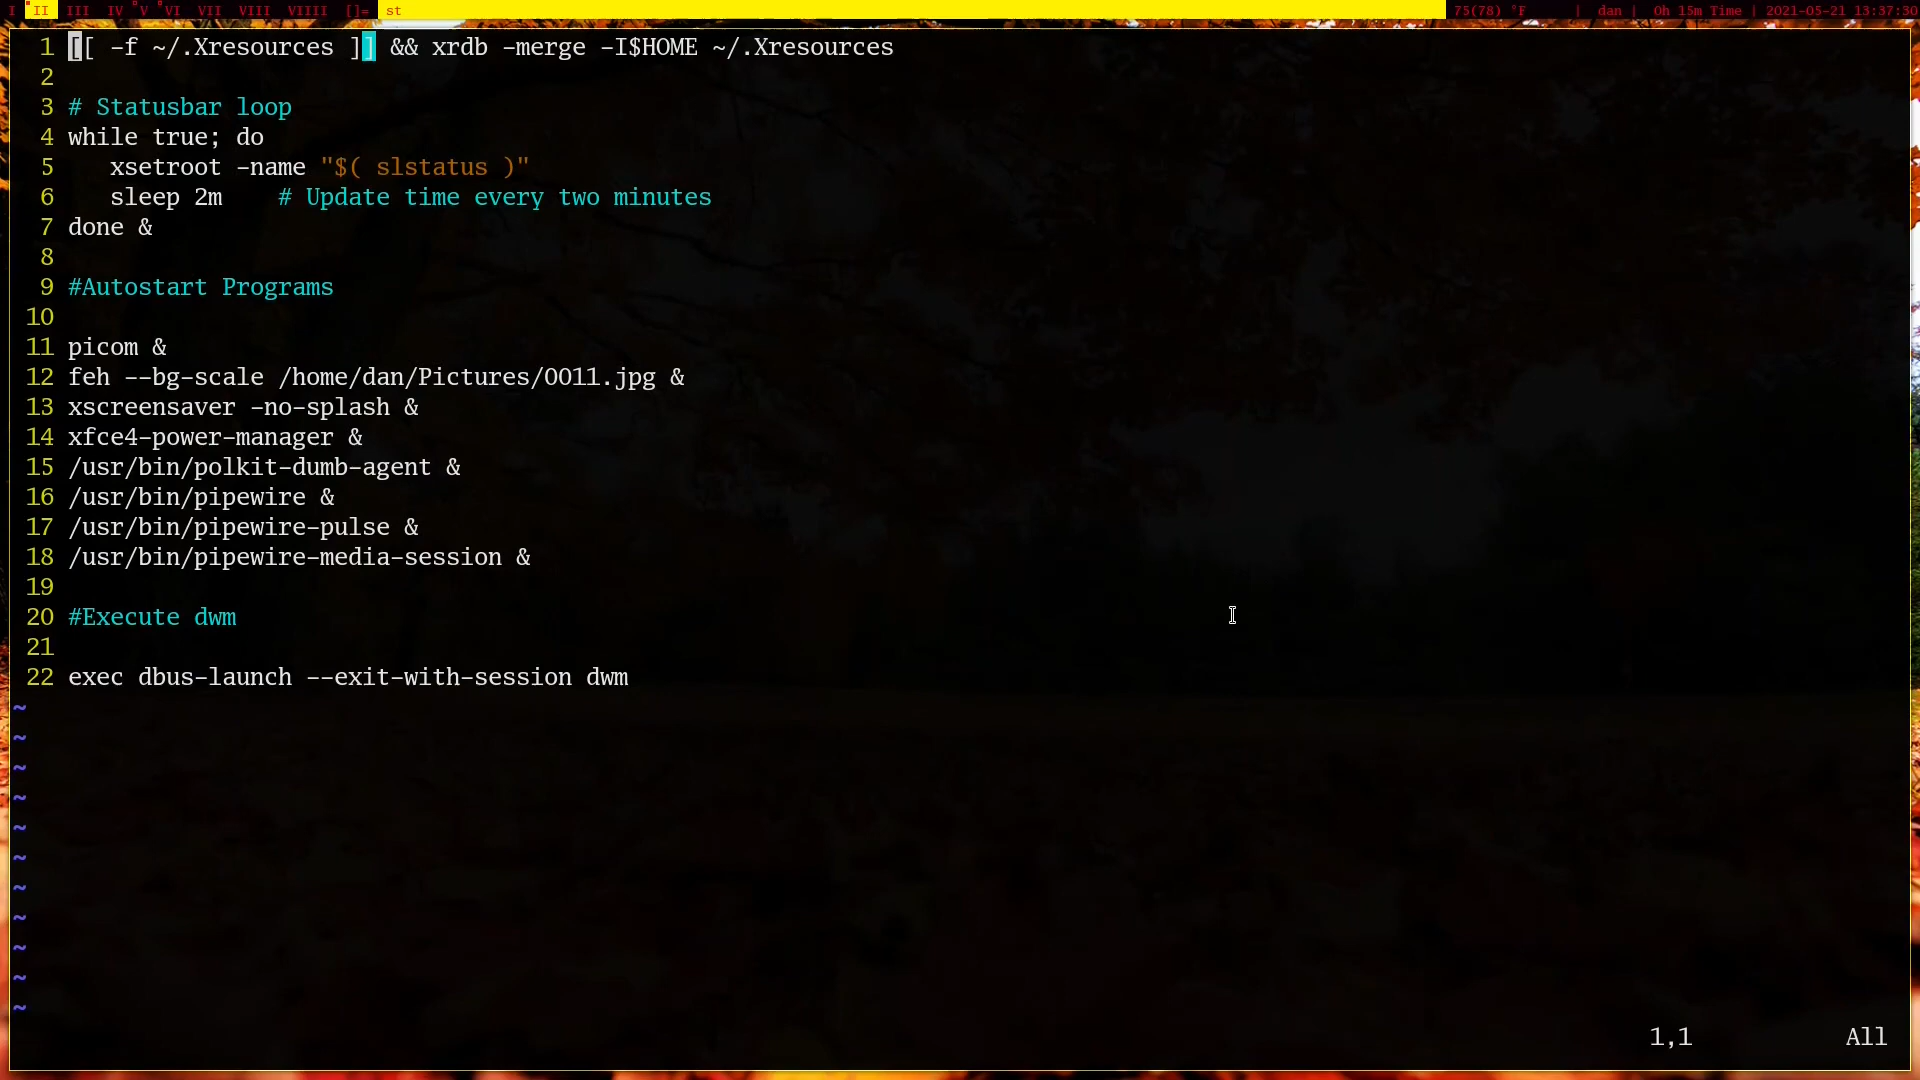 I II III IV V VI VII VIII VIIII []= st 75(78) °F | dan | 0h 15m Time | 2021-05-21 13:37:30
1 [[ -f ~/.Xresources ]] && xrdb -merge -I$HOME ~/.Xresources
2
3 # Statusbar loop
4 while true; do
5    xsetroot -name "$( slstatus )"
6    sleep 2m    # Update time every two minutes
7 done &
8
9 #Autostart Programs
10
11 picom &
12 feh --bg-scale /home/dan/Pictures/0011.jpg &
13 xscreensaver -no-splash &
14 xfce4-power-manager &
15 /usr/bin/polkit-dumb-agent &
16 /usr/bin/pipewire &
17 /usr/bin/pipewire-pulse &
18 /usr/bin/pipewire-media-session &
19
20 #Execute dwm
21
22 exec dbus-launch --exit-with-session dwm
~
~
~
~
~
~
~
~
~
~
~
1,1 All